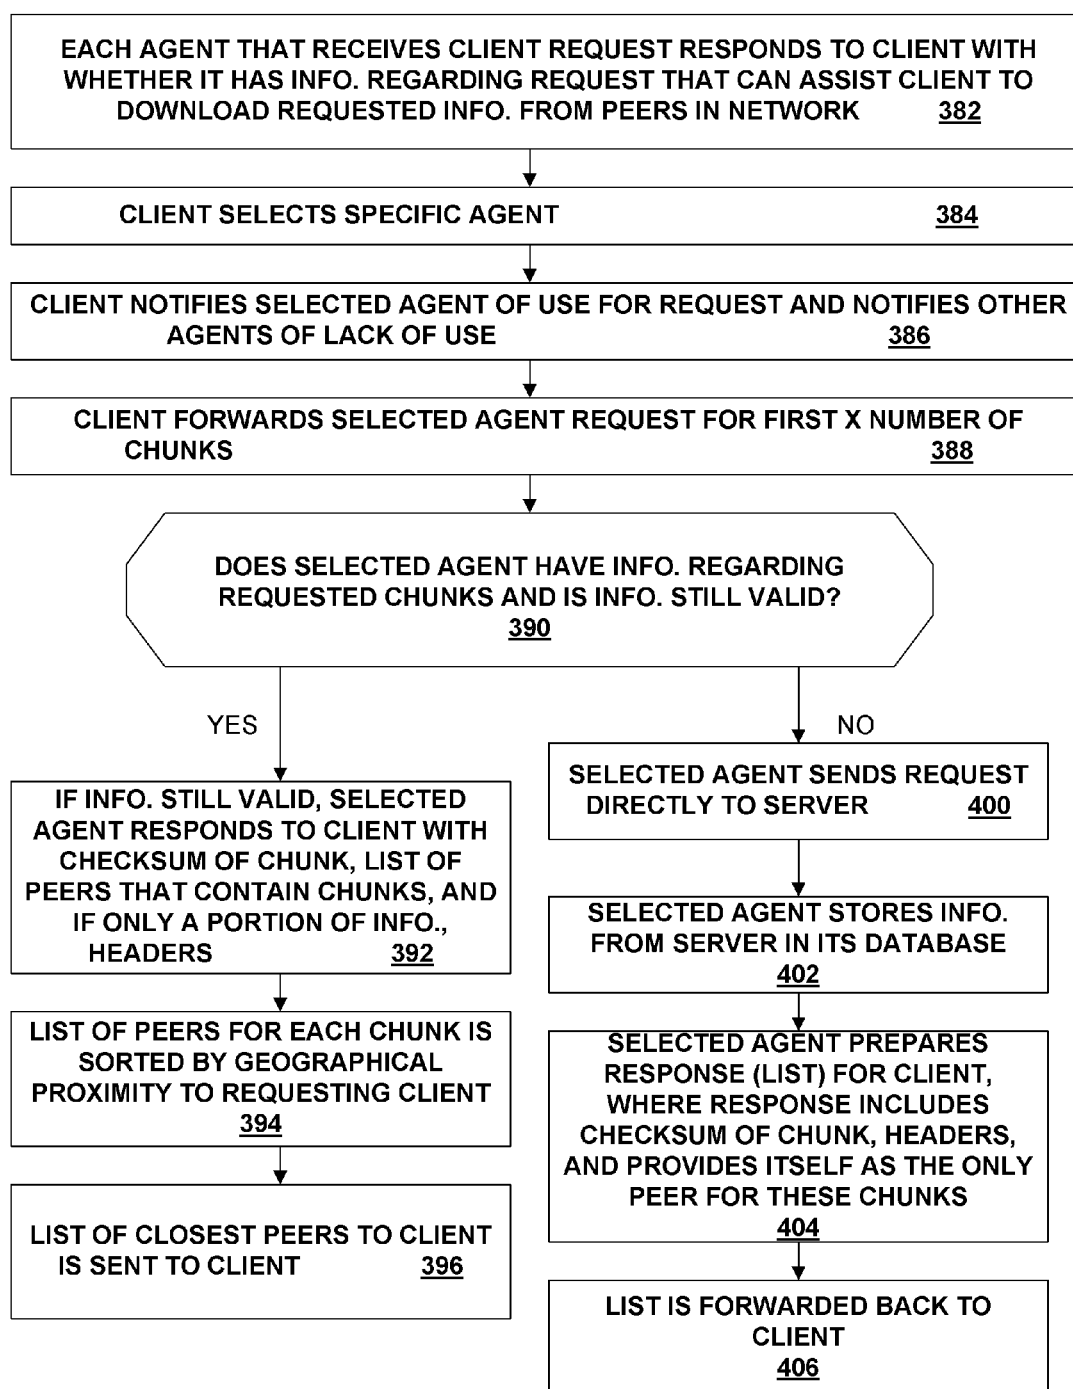 EACH AGENT THAT RECEIVES CLIENT REQUEST RESPONDS TO CLIENT WITH
WHETHER IT HAS INFO. REGARDING REQUEST THAT CAN ASSIST CLIENT TO
DOWNLOAD REQUESTED INFO. FROM PEERS IN NETWORK 382
CLIENT SELECTS SPECIFIC AGENT 384
CLIENT NOTIFIES SELECTED AGENT OF USE FOR REQUEST AND NOTIFIES OTHER
AGENTS OF LACK OF USE 386
CLIENT FORWARDS SELECTED AGENT REQUEST FOR FIRST X NUMBER OF
CHUNKS 388
DOES SELECTED AGENT HAVE INFO. REGARDING
REQUESTED CHUNKS AND IS INFO. STILL VALID?
390
YES
IF INFO. STILL VALID, SELECTED
AGENT RESPONDS TO CLIENT WITH
CHECKSUM OF CHUNK, LIST OF
PEERS THAT CONTAIN CHUNKS, AND
IF ONLY A PORTION OF INFO.,
HEADERS 392
LIST OF PEERS FOR EACH CHUNK IS
SORTED BY GEOGRAPHICAL
PROXIMITY TO REQUESTING CLIENT
394
LIST OF CLOSEST PEERS TO CLIENT
IS SENT TO CLIENT 396
NO
SELECTED AGENT SENDS REQUEST
DIRECTLY TO SERVER 400
SELECTED AGENT STORES INFO.
FROM SERVER IN ITS DATABASE
402
SELECTED AGENT PREPARES
RESPONSE (LIST) FOR CLIENT,
WHERE RESPONSE INCLUDES
CHECKSUM OF CHUNK, HEADERS,
AND PROVIDES ITSELF AS THE ONLY
PEER FOR THESE CHUNKS
404
LIST IS FORWARDED BACK TO
CLIENT
406